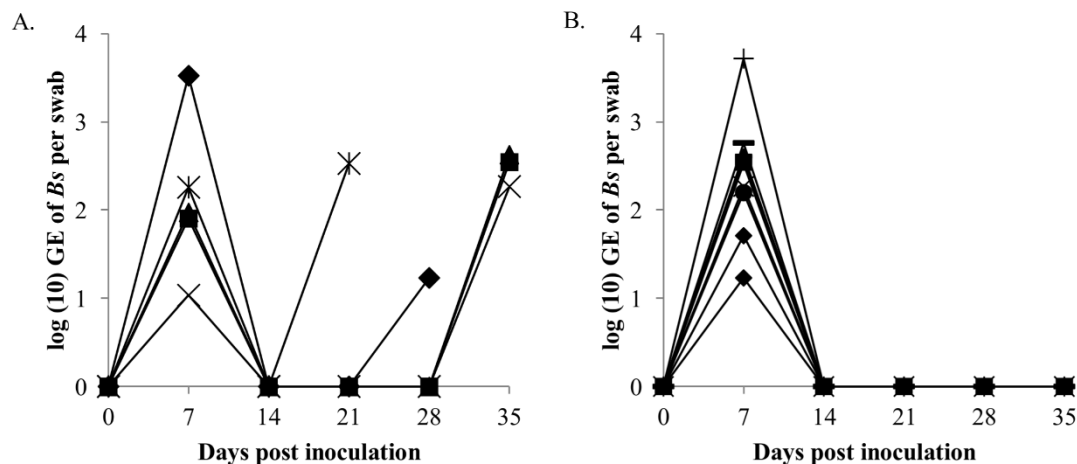 A.
log (10) GE of Bs per swab
4
3
2
1
0
0 7 14 21 28 35
Days post inoculation
B.
log (10) GE of Bs per swab
4
3
2
1
0
0 7 14 21 28 35
Days post inoculation